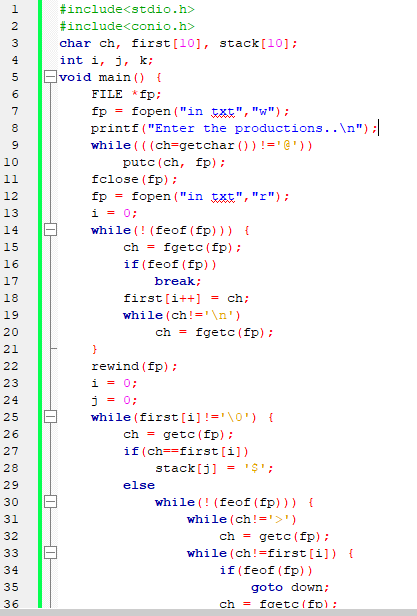 1 #include<stdio.h>
2 #include<conio.h>
3 char ch, first[10], stack[10];
4 int i, j, k;
5 void main() {
6 FILE *fp;
7 fp = fopen("in txt","w");
8 printf("Enter the productions..\n");
9 while(((ch=getchar())!='@'))
10 putc(ch, fp);
11 fclose(fp);
12 fp = fopen("in txt","r");
13 i = 0;
14 while(!(feof(fp))) {
15 ch = fgetc(fp);
16 if(feof(fp))
17 break;
18 first[i++] = ch;
19 while(ch!='\n')
20 ch = fgetc(fp);
21 }
22 rewind(fp);
23 i = 0;
24 j = 0;
25 while(first[i]!='\0') {
26 ch = getc(fp);
27 if(ch==first[i])
28 stack[j] = '$';
29 else
30 while(!(feof(fp))) {
31 while(ch!='>')
32 ch = getc(fp);
33 while(ch!=first[i]) {
34 if(feof(fp))
35 goto down;
36 ch = fgetc(fp);